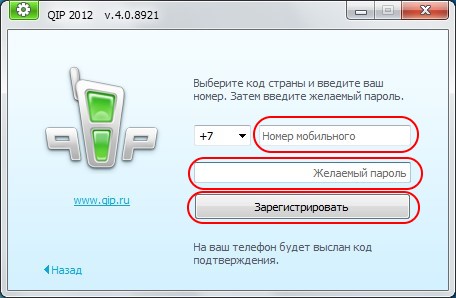 QIP 2012 v.4.0.8921
Выберите код страны и введите ваш
номер. Затем введите желаемый пароль.
+7 Номер мобильного
Желаемый пароль
www.qip.ru
Зарегистрировать
На ваш телефон будет выслан код
подтверждения.
Назад